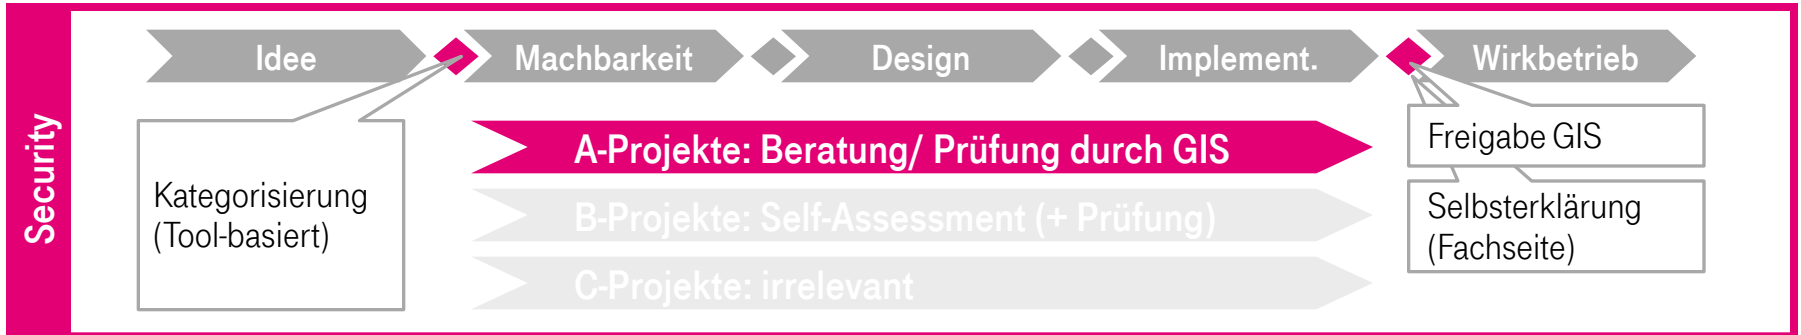 Security
Idee
Machbarkeit
Design
Implement.
Wirkbetrieb
Kategorisierung
(Tool-basiert)
A-Projekte: Beratung/ Prüfung durch GIS
B-Projekte: Self-Assessment (+ Prüfung)
C-Projekte: irrelevant
Freigabe GIS
Selbsterklärung
(Fachseite)